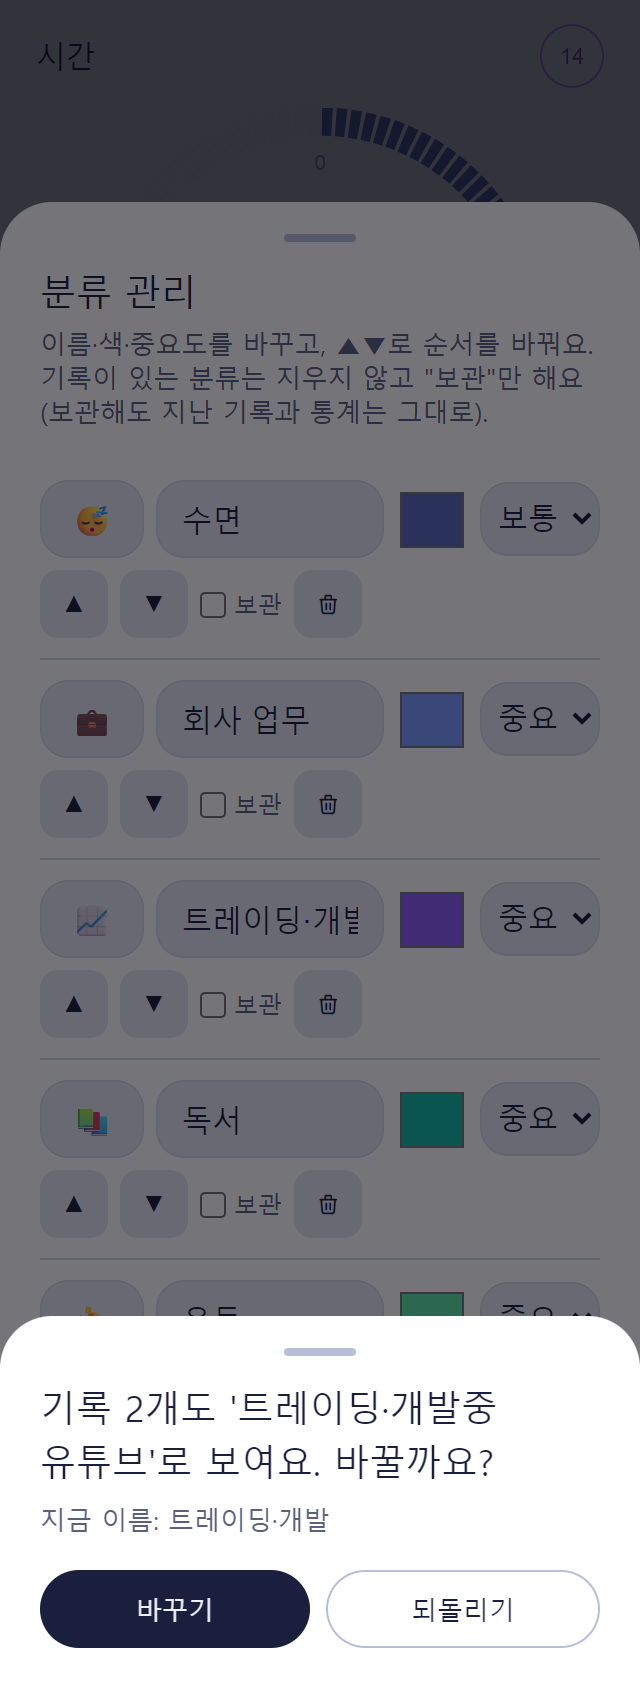 시간
14
0
분류 관리
이름·색·중요도를 바꾸고, ▲▼로 순서를 바꿔요.
기록이 있는 분류는 지우지 않고 "보관"만 해요
(보관해도 지난 기록과 통계는 그대로).
수면
보통
▲ ▼ 보관
회사 업무
중요
▲ ▼ 보관
트레이딩·개발
중요
▲ ▼ 보관
독서
중요
▲ ▼ 보관
기록 2개도 '트레이딩·개발중
유튜브'로 보여요. 바꿀까요?
지금 이름: 트레이딩·개발
바꾸기
되돌리기